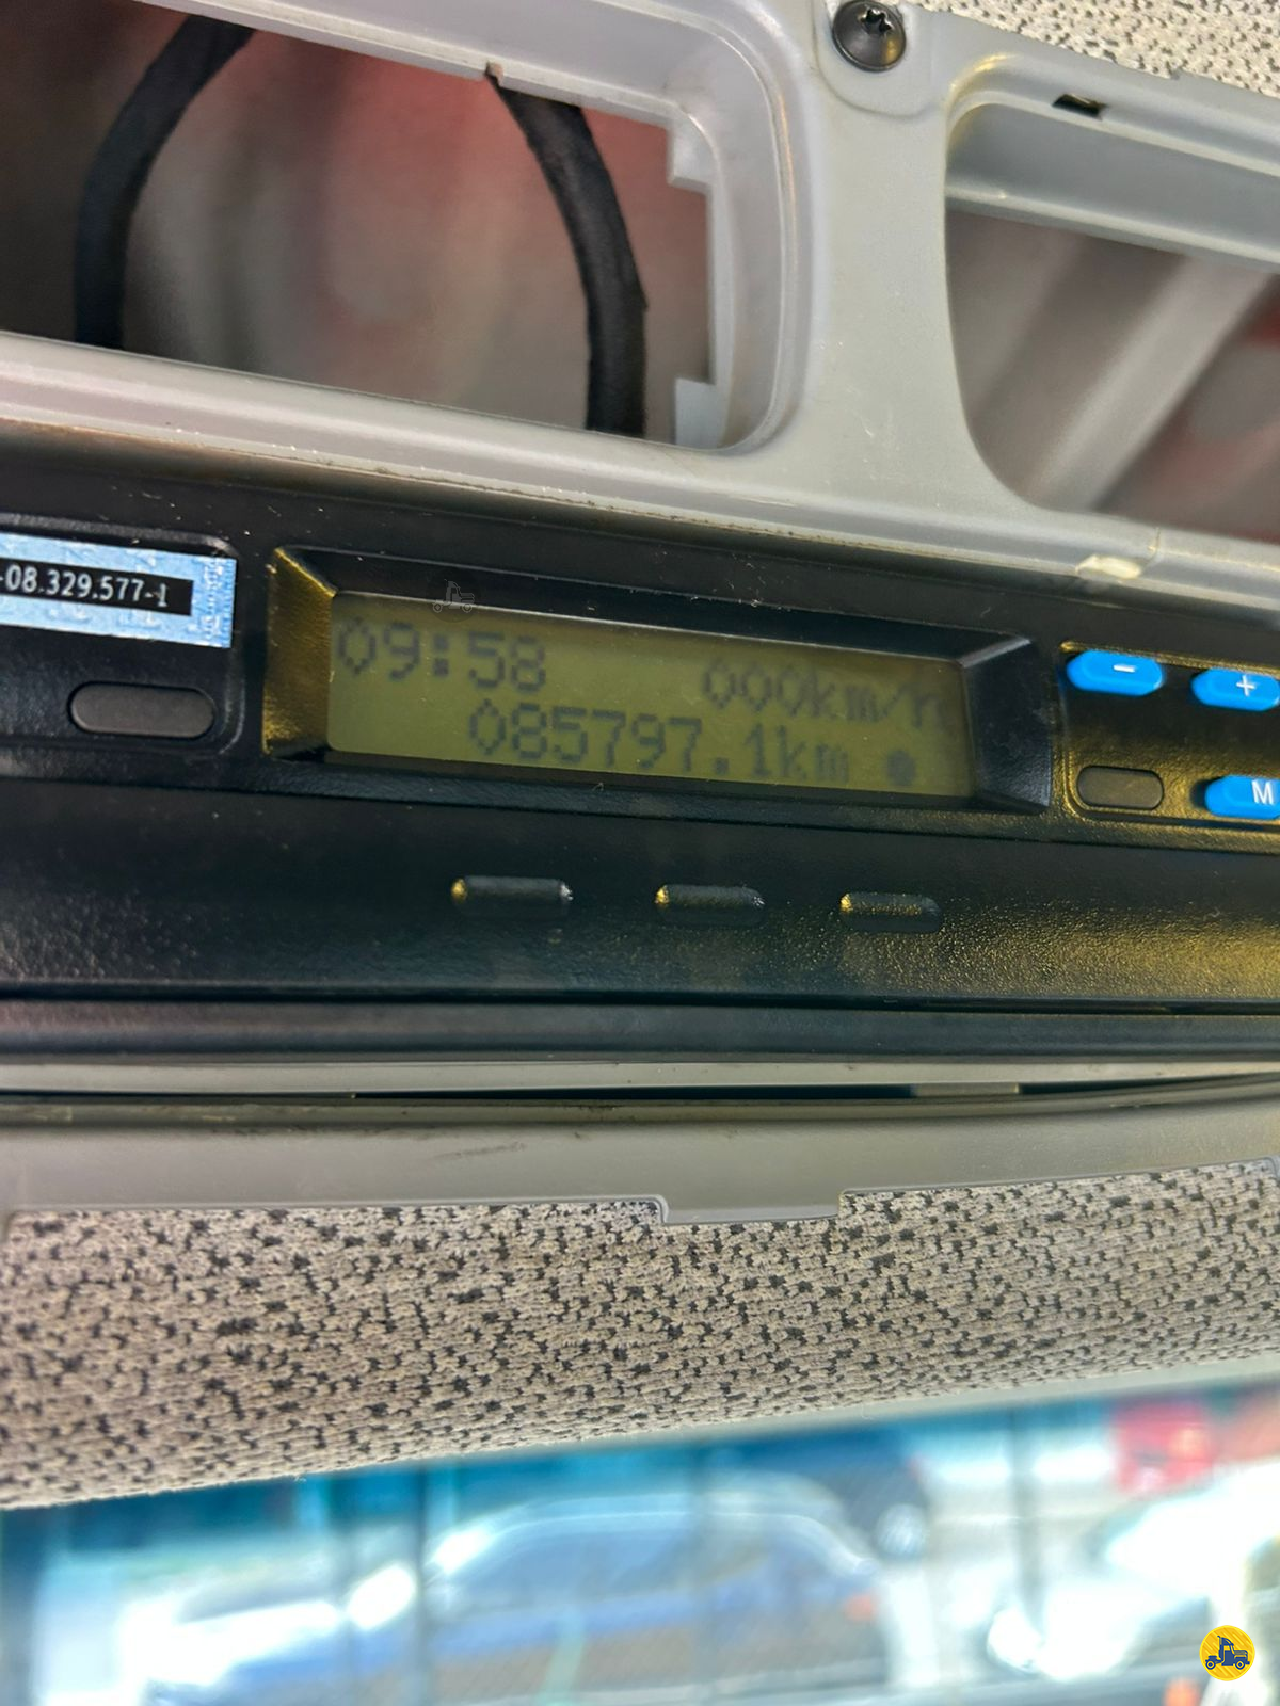 -08.329.577-1
09:58 000km/h
085797.1km
- +
M